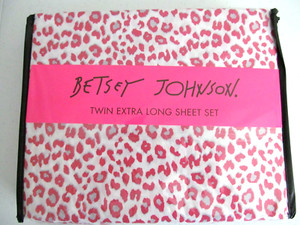 BETSEY JOHNSON.
TWIN EXTRA LONG SHEET SET